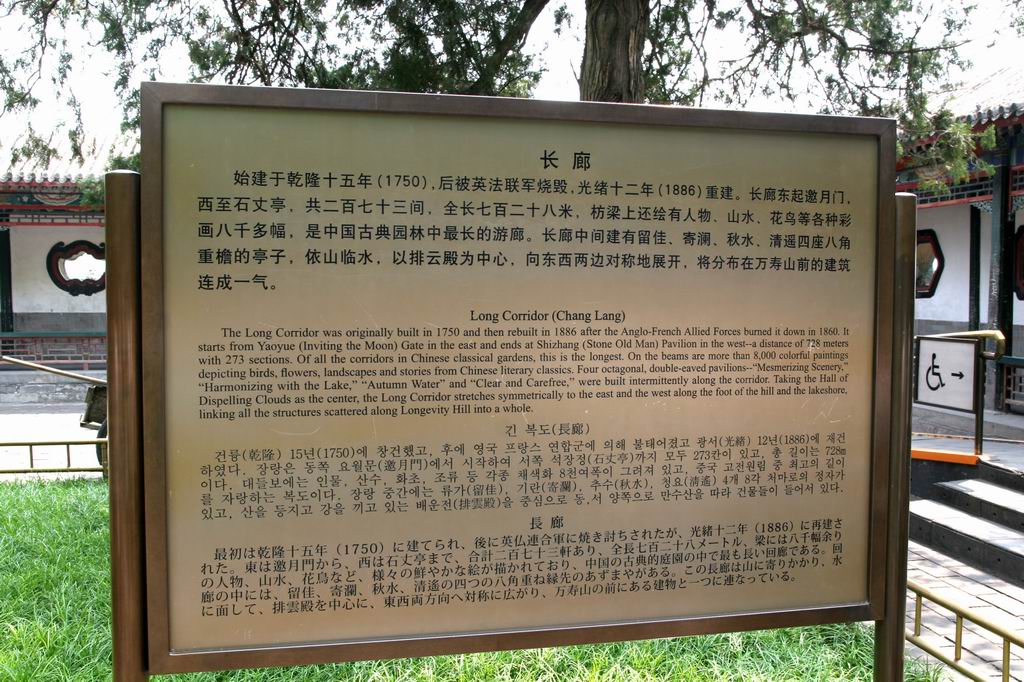 长 廊
始建于乾隆十五年(1750),后被英法联军烧毁,光绪十二年(1886)重建。长廊东起邀月门,
西至石丈亭，共二百七十三间，全长七百二十八米，枋梁上还绘有人物、山水、花鸟等各种彩
画八千多幅，是中国古典园林中最长的游廊。长廊中间建有留佳、寄澜、秋水、清遥四座八角
重檐的亭子，依山临水，以排云殿为中心，向东西两边对称地展开，将分布在万寿山前的建筑
连成一气。
Long Corridor (Chang Lang)
The Long Corridor was originally built in 1750 and then rebuilt in 1886 after the Anglo-French Allied Forces burned it down in 1860. It
starts from Yaoyue (Inviting the Moon) Gate in the east and ends at Shizhang (Stone Old Man) Pavilion in the west--a distance of 728 meters
with 273 sections. Of all the corridors in Chinese classical gardens, this is the longest. On the beams are more than 8,000 colorful paintings
depicting birds, flowers, landscapes and stories from Chinese literary classics. Four octagonal, double-eaved pavilions--“Mesmerizing Scenery,”
“Harmonizing with the Lake,” “Autumn Water” and “Clear and Carefree,” were built intermittently along the corridor. Taking the Hall of
Dispelling Clouds as the center, the Long Corridor stretches symmetrically to the east and the west along the foot of the hill and the lakeshore,
linking all the structures scattered along Longevity Hill into a whole.
긴 복도(長廊)
건륭(乾隆) 15년(1750)에 창건했고, 후에 영국 프랑스 연합군에 의해 불태어졌고 광서(光緖) 12년(1886)에 재건
하였다. 장랑은 동쪽 요월문(邀月門)에서 시작하여 서쪽 석장정(石丈亭)까지 모두 273칸이 있고, 총 길이는 728m
이다. 대들보에는 인물, 산수, 화초, 조류 등 각종 채색화 8천여폭이 그려져 있고, 중국 고전원림 중 최고의 길이
를 자랑하는 복도이다. 장랑 중간에는 류가(留佳), 기란(寄瀾), 추수(秋水), 청요(淸遙) 4개 8각 처마로의 정자가
있고, 산을 등지고 강을 끼고 있는 배운전(排雲殿)을 중심으로 동,서 양쪽으로 만수산을 따라 건물들이 들어서 있다.
長 廊
最初は乾隆十五年（1750）に建てられ、後に英仏連合軍に焼き討ちされたが、光緒十二年（1886）に再建さ
れた。東は邀月門から、西は石丈亭まで、合計二百七十三軒あり、全長七百二十八メートル、梁には八千幅余り
の人物、山水、花鳥など、様々の鮮やかな絵が描かれており、中国の古典的庭園の中で最も長い回廊である。回
廊の中には、留佳、寄瀾、秋水、清遥の四つの八角重ね縁先のあずまやがある。この長廊は山に寄りかかり、水
に面して、排雲殿を中心に、東西両方向へ対称に広がり、万寿山の前にある建物と一つに連なっている。